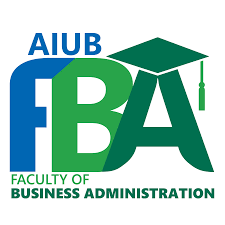 AIUB
FBA
FACULTY OF
BUSINESS ADMINISTRATION